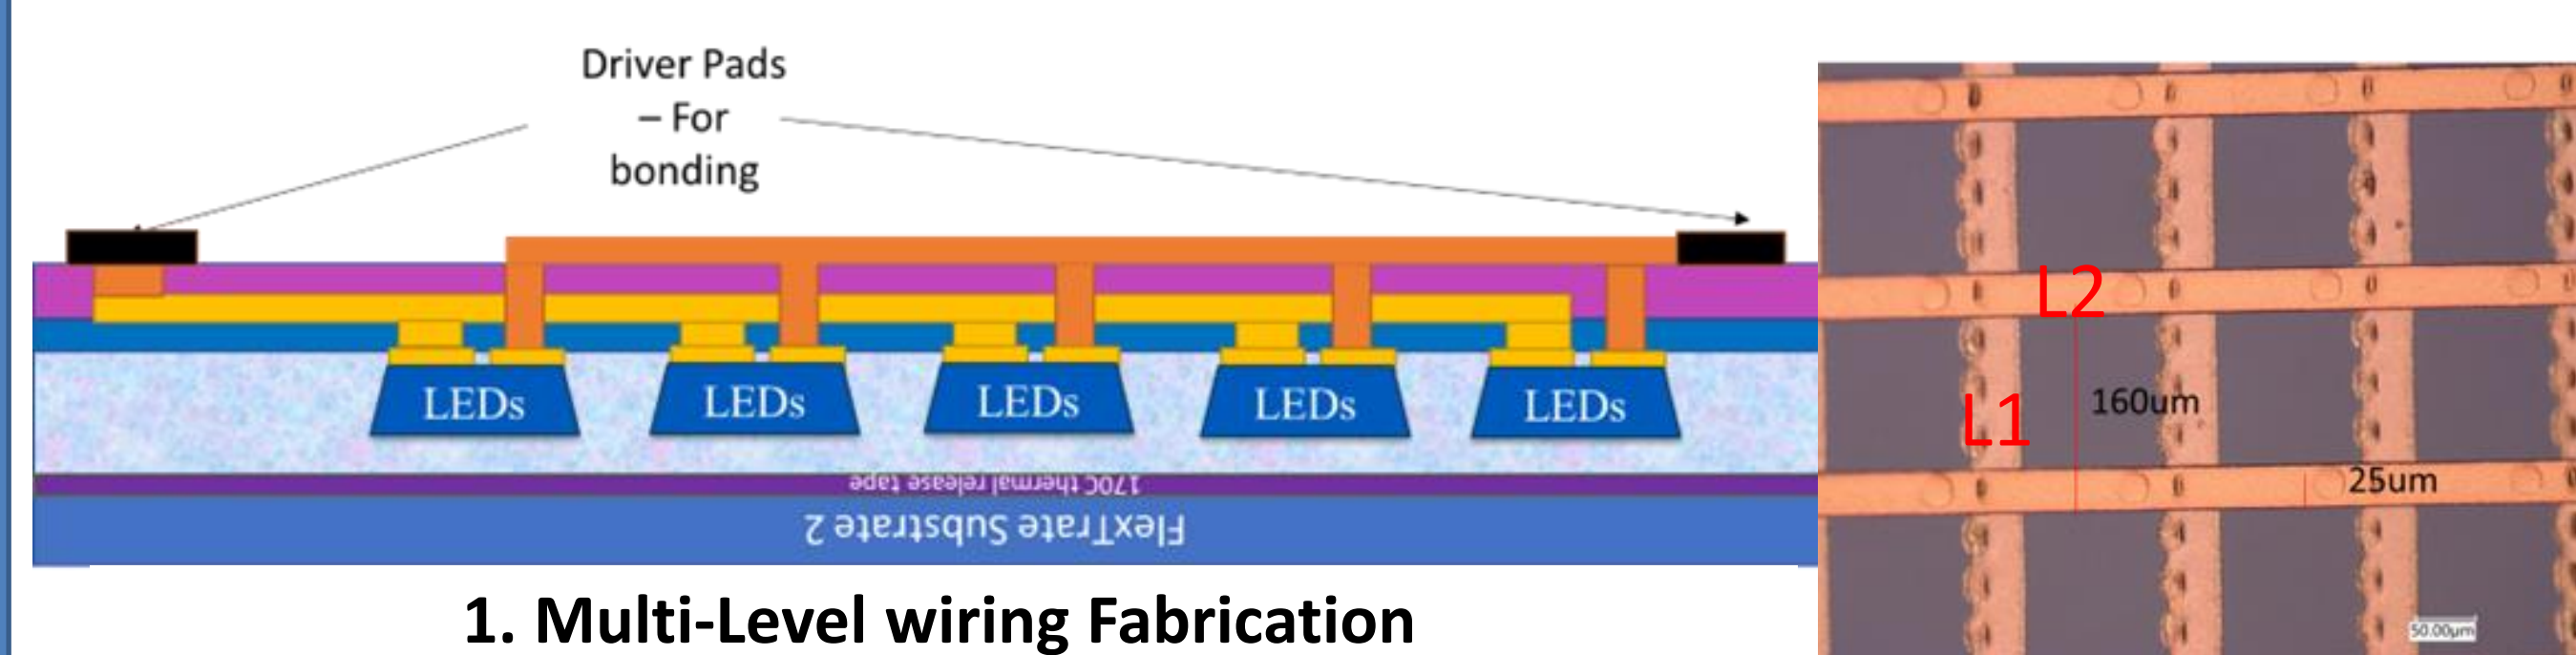 Driver Pads
– For
bonding
LEDs
LEDs
LEDs
LEDs
LEDs
170C thermal release tape
FlexTrate Substrtate 2
1. Multi-Level wiring Fabrication
L2
160um
L1
25um
50.00μm